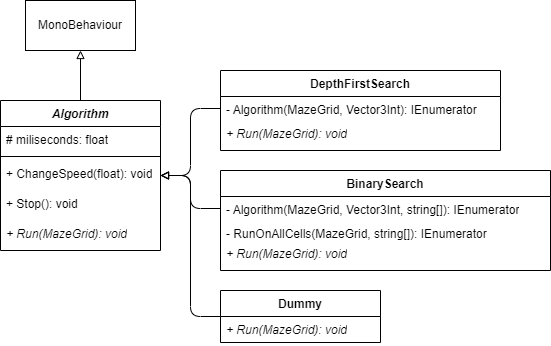 MonoBehaviour
Algorithm
# miliseconds: float
+ ChangeSpeed(float): void
+ Stop(): void
+ Run(MazeGrid): void
DepthFirstSearch
- Algorithm(MazeGrid, Vector3Int): IEnumerator
+ Run(MazeGrid): void
BinarySearch
- Algorithm(MazeGrid, Vector3Int, string[]): IEnumerator
- RunOnAllCells(MazeGrid, string[]): IEnumerator
+ Run(MazeGrid): void
Dummy
+ Run(MazeGrid): void